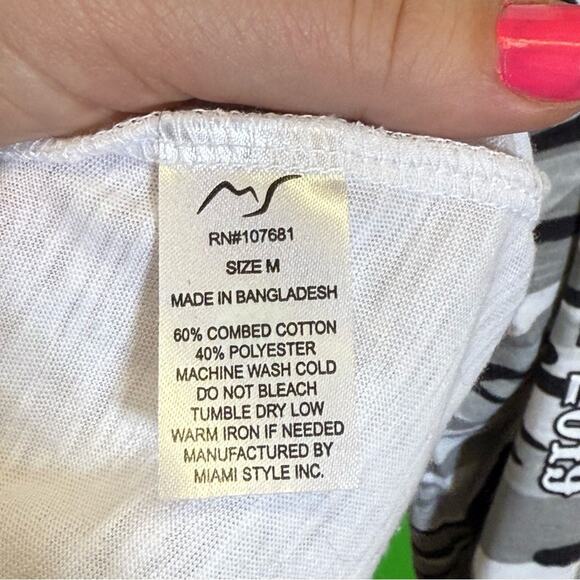 MS
RN#107681
SIZE M
MADE IN BANGLADESH
60% COMBED COTTON
40% POLYESTER
MACHINE WASH COLD
DO NOT BLEACH
TUMBLE DRY LOW
WARM IRON IF NEEDED
MANUFACTURED BY
MIAMI STYLE INC.